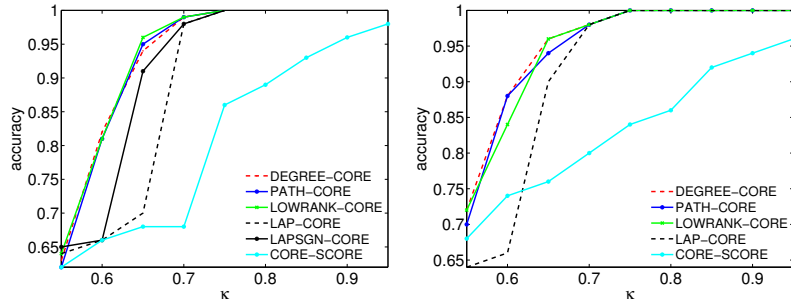 1
0.95
0.9
0.85
0.8
0.75
0.7
0.65
accuracy
DEGREE−CORE
PATH−CORE
LOWRANK−CORE
LAP−CORE
LAPSGN−CORE
CORE−SCORE
0.6 0.7 0.8 0.9
κ
1
0.95
0.9
0.85
0.8
0.75
0.7
0.65
accuracy
DEGREE−CORE
PATH−CORE
LOWRANK−CORE
LAP−CORE
CORE−SCORE
0.6 0.7 0.8 0.9
κ